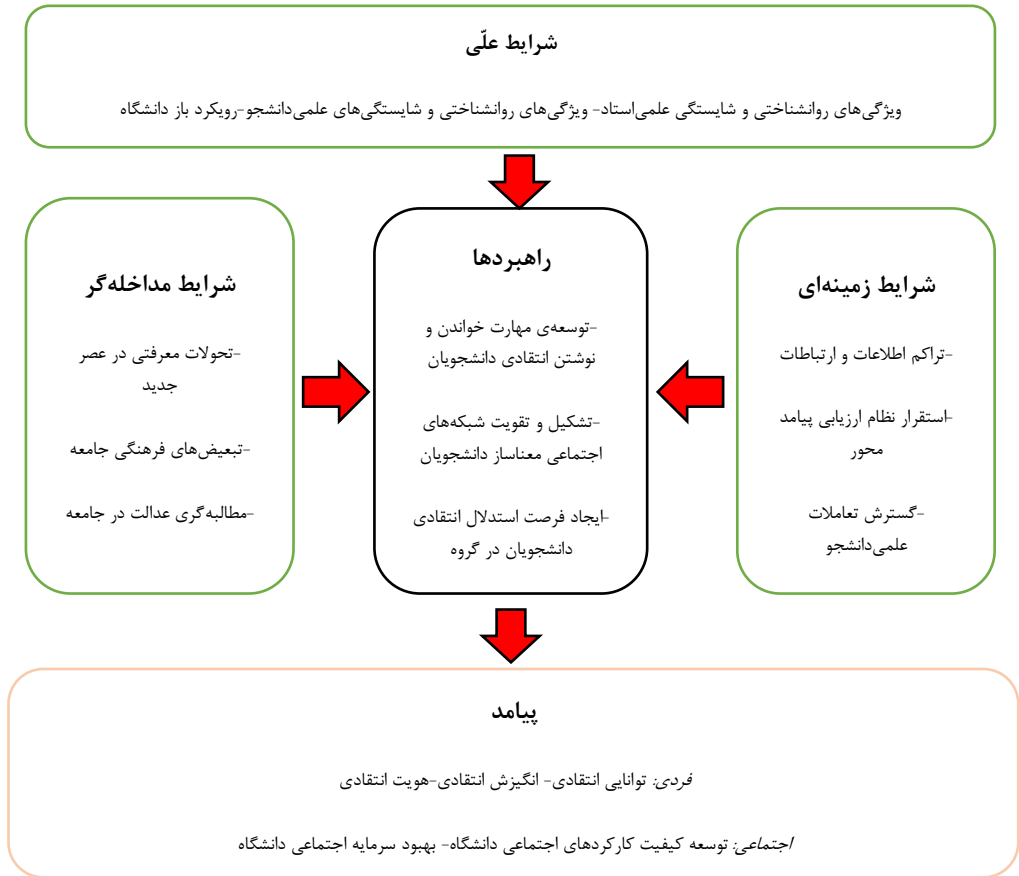 شرایط علّی
ویژگی‌های روانشناختی و شایستگی علمی‌استاد- ویژگی‌های روانشناختی و شایستگی‌های علمی‌دانشجو-رویکرد باز دانشگاه
شرایط زمینه‌ای
-تراکم اطلاعات و ارتباطات
-استقرار نظام ارزیابی پیامد
محور
-گسترش تعاملات
علمی‌دانشجو
راهبردها
-توسعه‌ی مهارت خواندن و
نوشتن انتقادی دانشجویان
-تشکیل و تقویت شبکه‌های
اجتماعی معناساز دانشجویان
-ایجاد فرصت استدلال انتقادی
دانشجویان در گروه
شرایط مداخله‌گر
-تحولات معرفتی در عصر
جدید
-تبعیض‌های فرهنگی جامعه
-مطالبه‌گری عدالت در جامعه
پیامد
فردی: توانایی انتقادی- انگیزش انتقادی-هویت انتقادی
اجتماعی: توسعه کیفیت کارکردهای اجتماعی دانشگاه- بهبود سرمایه اجتماعی دانشگاه